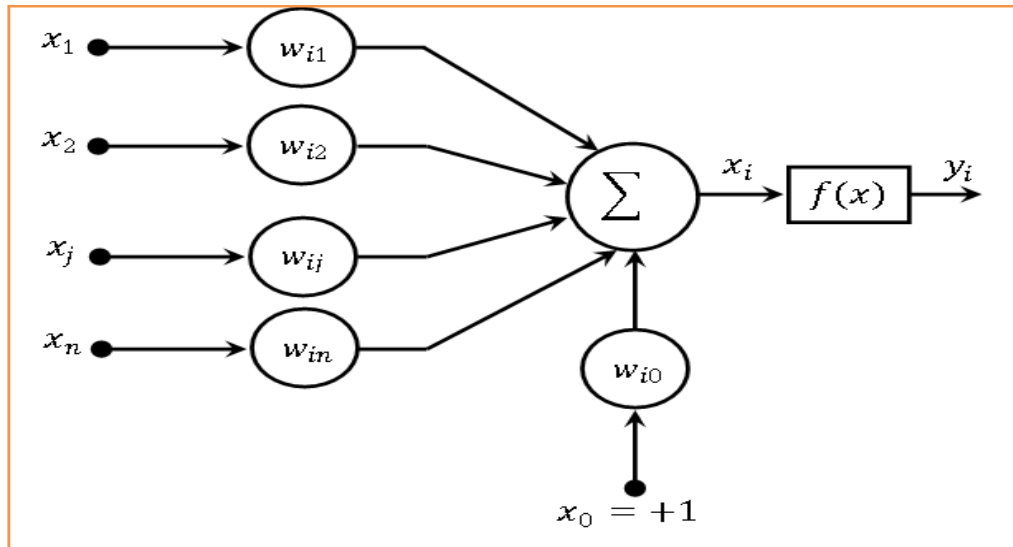 x₁ wᵢ₁
x₂ wᵢ₂
∑ xᵢ f(x) yᵢ
xⱼ wᵢⱼ
xₙ wᵢₙ
wᵢ₀
x₀ = +1